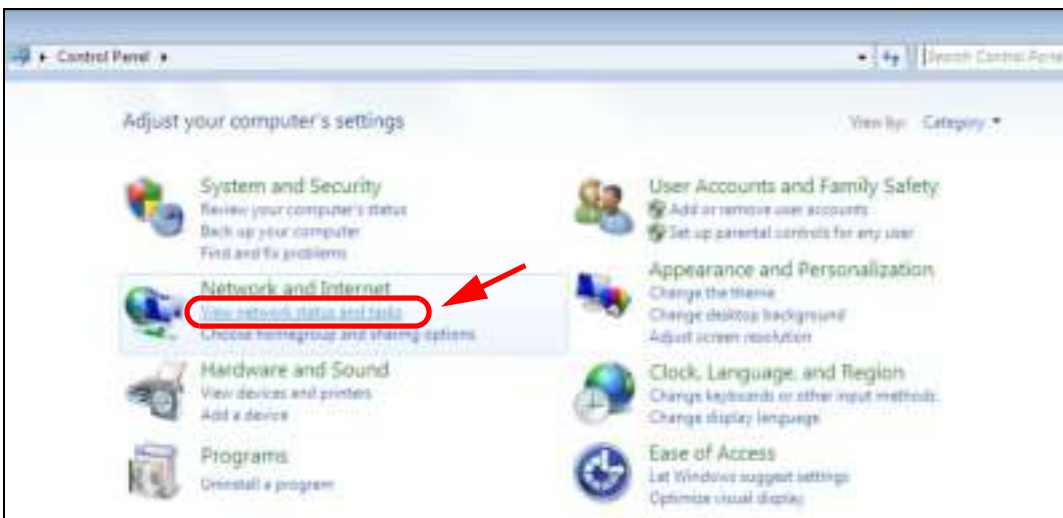 Control Panel
Search Control Pane
Adjust your computer's settings
View by: Category
System and Security
Review your computer's status
Back up your computer
Find and fix problems
Network and Internet
View network status and tasks
Choose homegroup and sharing options
Hardware and Sound
View devices and printers
Add a device
Programs
Uninstall a program
User Accounts and Family Safety
Add or remove user accounts
Set up parental controls for any user
Appearance and Personalization
Change the theme
Change desktop background
Adjust screen resolution
Clock, Language, and Region
Change keyboards or other input methods
Change display language
Ease of Access
Let Windows suggest settings
Optimize visual display